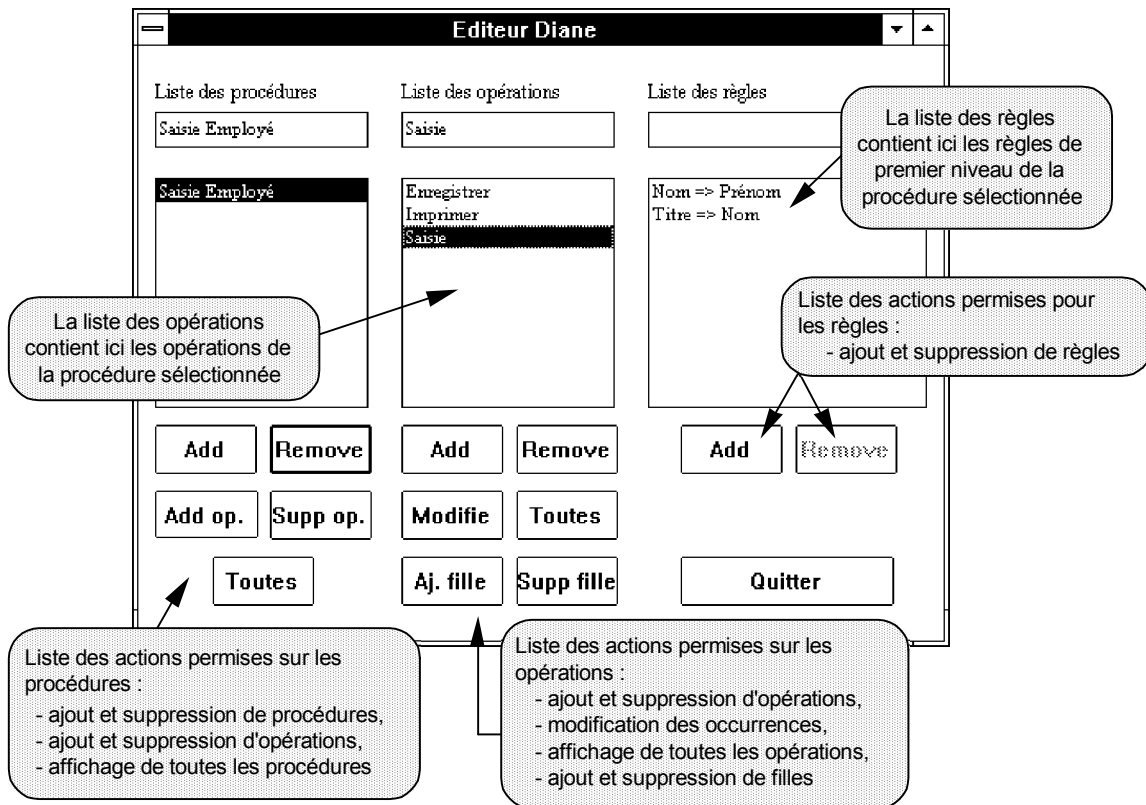 Editeur Diane
Liste des procédures
Liste des opérations
Liste des règles
Saisie Employé
Saisie
Saisie Employé
Enregistrer
Imprimer
Saisie
Nom => Prénom
Titre => Nom
La liste des règles
contient ici les règles de
premier niveau de la
procédure sélectionnée
La liste des opérations
contient ici les opérations de
la procédure sélectionnée
Liste des actions permises pour
les règles :
- ajout et suppression de règles
Add
Remove
Add
Remove
Add
Remove
Add op.
Supp op.
Modifie
Toutes
Toutes
Aj. fille
Supp fille
Quitter
Liste des actions permises sur les
procédures :
- ajout et suppression de procédures,
- ajout et suppression d'opérations,
- affichage de toutes les procédures
Liste des actions permises sur les
opérations :
- ajout et suppression d'opérations,
- modification des occurrences,
- affichage de toutes les opérations,
- ajout et suppression de filles